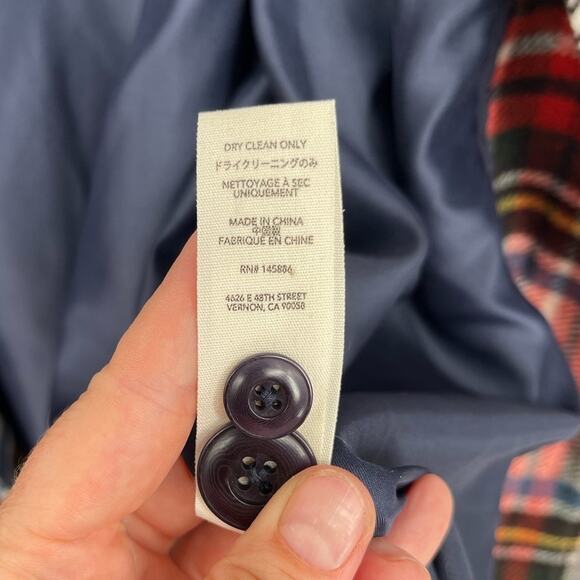 DRY CLEAN ONLY
ドライクリーニングのみ
NETTOYAGE À SEC
UNIQUEMENT
MADE IN CHINA
中国製
FABRIQUÉ EN CHINE
RN# 145886
4626 E 48TH STREET
VERNON, CA 90058